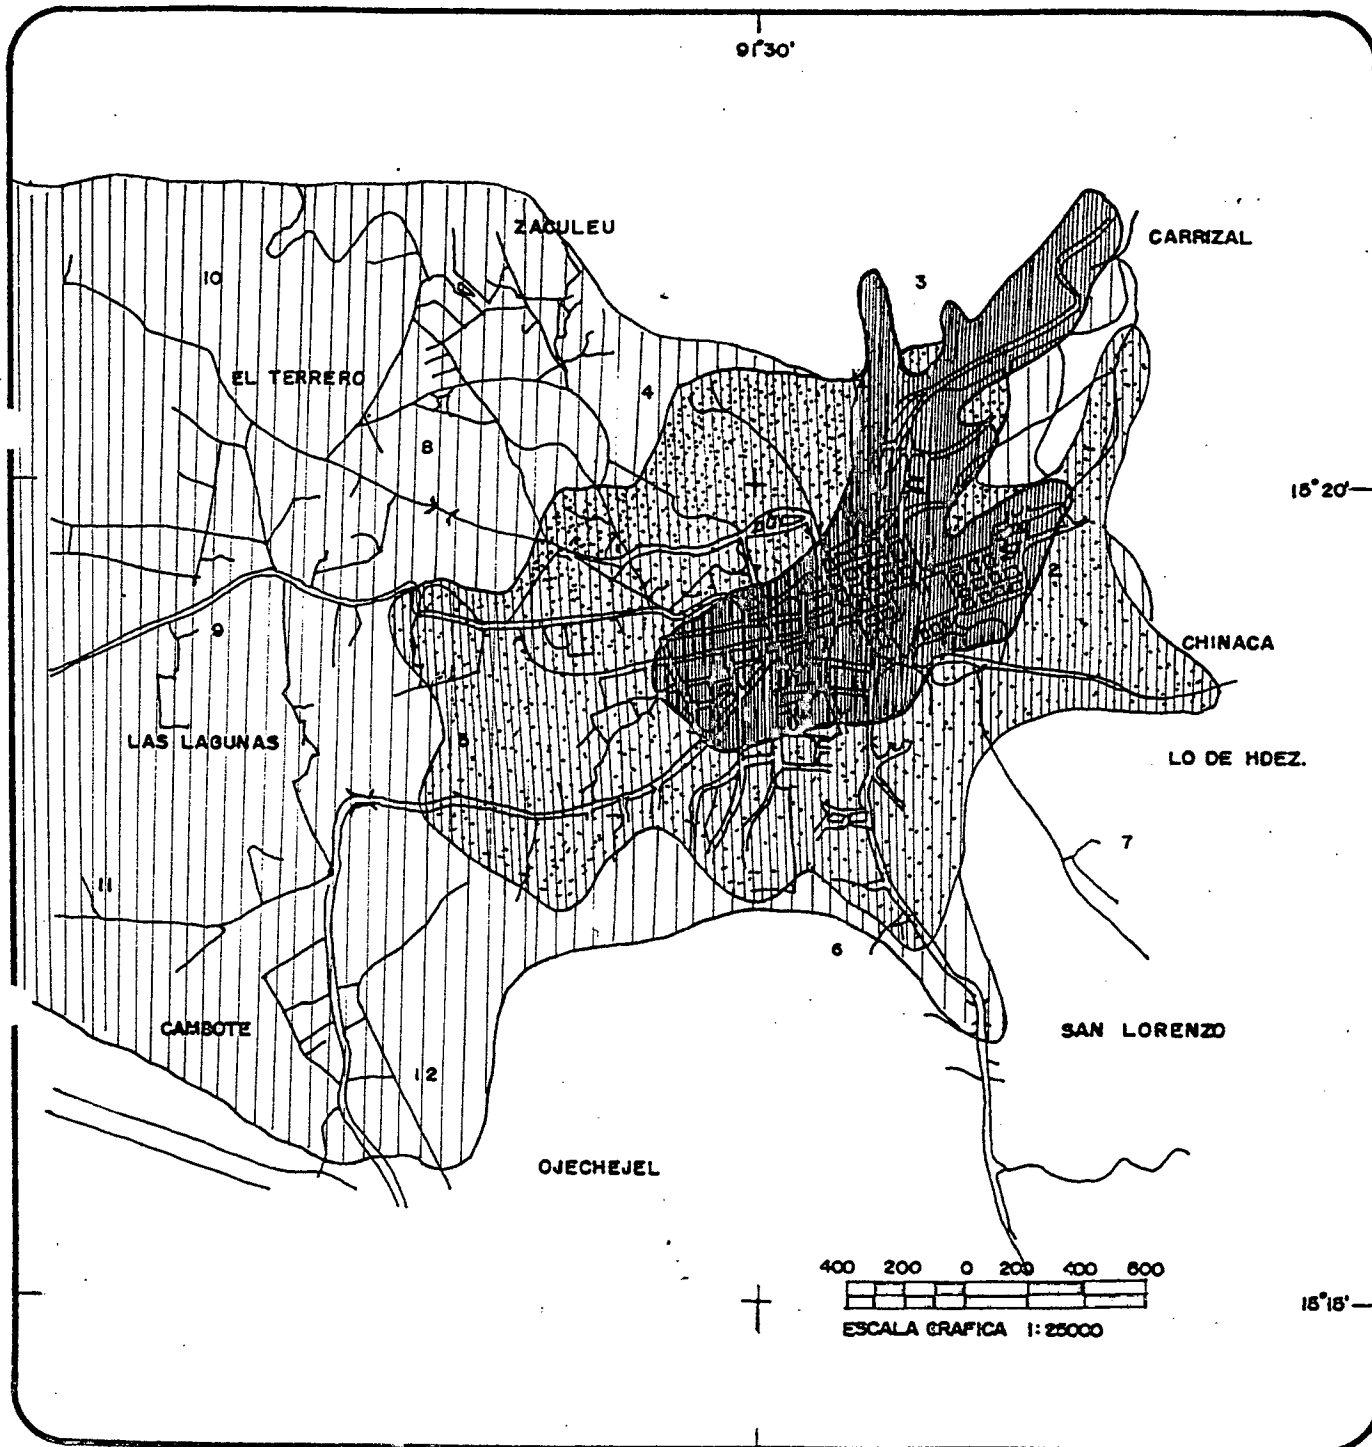 91°30'
ZACULEU
CARRIZAL
10
3
EL TERRERO
4
8
15°20'
2
9
CHINACA
LAS LAGUNAS
5
LO DE HDEZ.
7
11
6
CAMBOTE
SAN LORENZO
12
OJECHEJEL
400 200 0 200 400 600
ESCALA GRAFICA 1:25000
15°15'